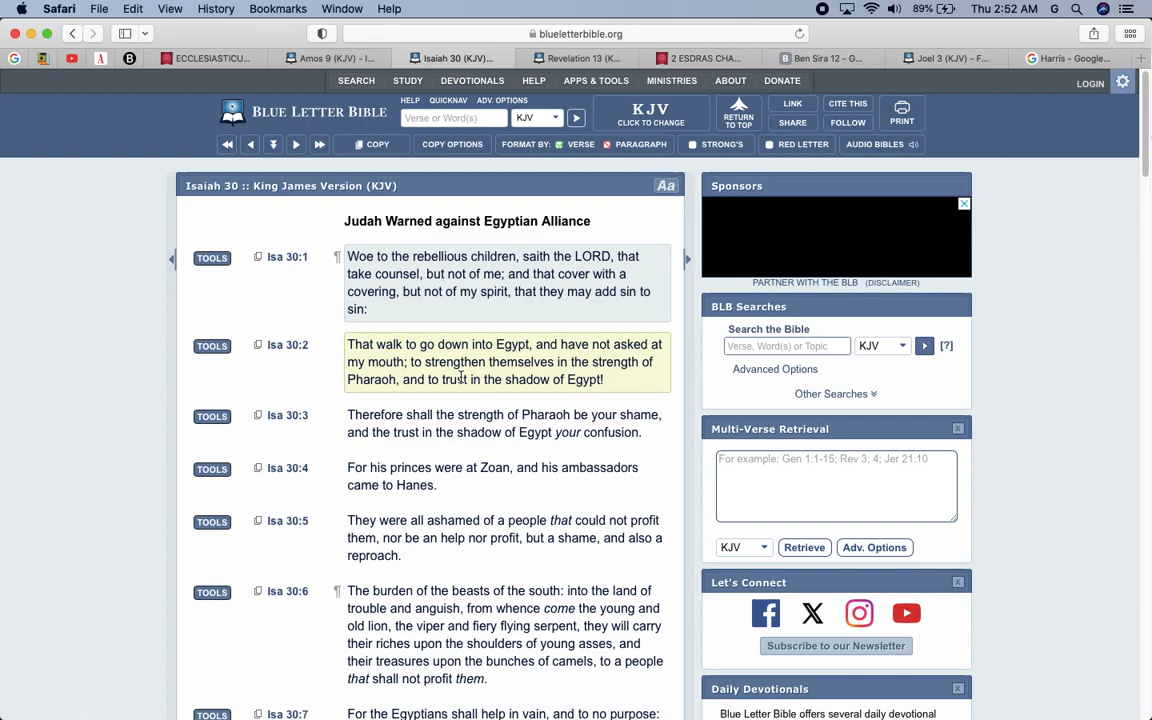 Safari File Edit View History Bookmarks Window Help 89% Thu 2:52 AM G
blueletterbible.org
ECCLESIASTICU... Amos 9 (KJV) - I... Isaiah 30 (KJV)... Revelation 13 (K... 2 ESDRAS CHA... Ben Sira 12 - G... Joel 3 (KJV) - F... Harris - Google...
SEARCH STUDY DEVOTIONALS HELP APPS & TOOLS MINISTRIES ABOUT DONATE LOGIN
BLUE LETTER BIBLE
HELP QUICKNAV ADV. OPTIONS
Verse or Word(s) KJV
KJV
CLICK TO CHANGE
RETURN
TO TOP
LINK CITE THIS
SHARE FOLLOW
PRINT
COPY COPY OPTIONS FORMAT BY: VERSE PARAGRAPH STRONG'S RED LETTER AUDIO BIBLES
Isaiah 30 :: King James Version (KJV) Aa
Judah Warned against Egyptian Alliance
TOOLS Isa 30:1 ¶ Woe to the rebellious children, saith the LORD, that
take counsel, but not of me; and that cover with a
covering, but not of my spirit, that they may add sin to
sin:
TOOLS Isa 30:2 That walk to go down into Egypt, and have not asked at
my mouth; to strengthen themselves in the strength of
Pharaoh, and to trust in the shadow of Egypt!
TOOLS Isa 30:3 Therefore shall the strength of Pharaoh be your shame,
and the trust in the shadow of Egypt your confusion.
TOOLS Isa 30:4 For his princes were at Zoan, and his ambassadors
came to Hanes.
TOOLS Isa 30:5 They were all ashamed of a people that could not profit
them, nor be an help nor profit, but a shame, and also a
reproach.
TOOLS Isa 30:6 ¶ The burden of the beasts of the south: into the land of
trouble and anguish, from whence come the young and
old lion, the viper and fiery flying serpent, they will carry
their riches upon the shoulders of young asses, and
their treasures upon the bunches of camels, to a people
that shall not profit them.
TOOLS Isa 30:7 For the Egyptians shall help in vain, and to no purpose:
Sponsors
PARTNER WITH THE BLB (DISCLAIMER)
BLB Searches
Search the Bible
Verse, Word(s) or Topic KJV [?]
Advanced Options
Other Searches
Multi-Verse Retrieval x
For example: Gen 1:1-15; Rev 3; 4; Jer 21:10
KJV Retrieve Adv. Options
Let's Connect x
Subscribe to our Newsletter
Daily Devotionals x
Blue Letter Bible offers several daily devotional